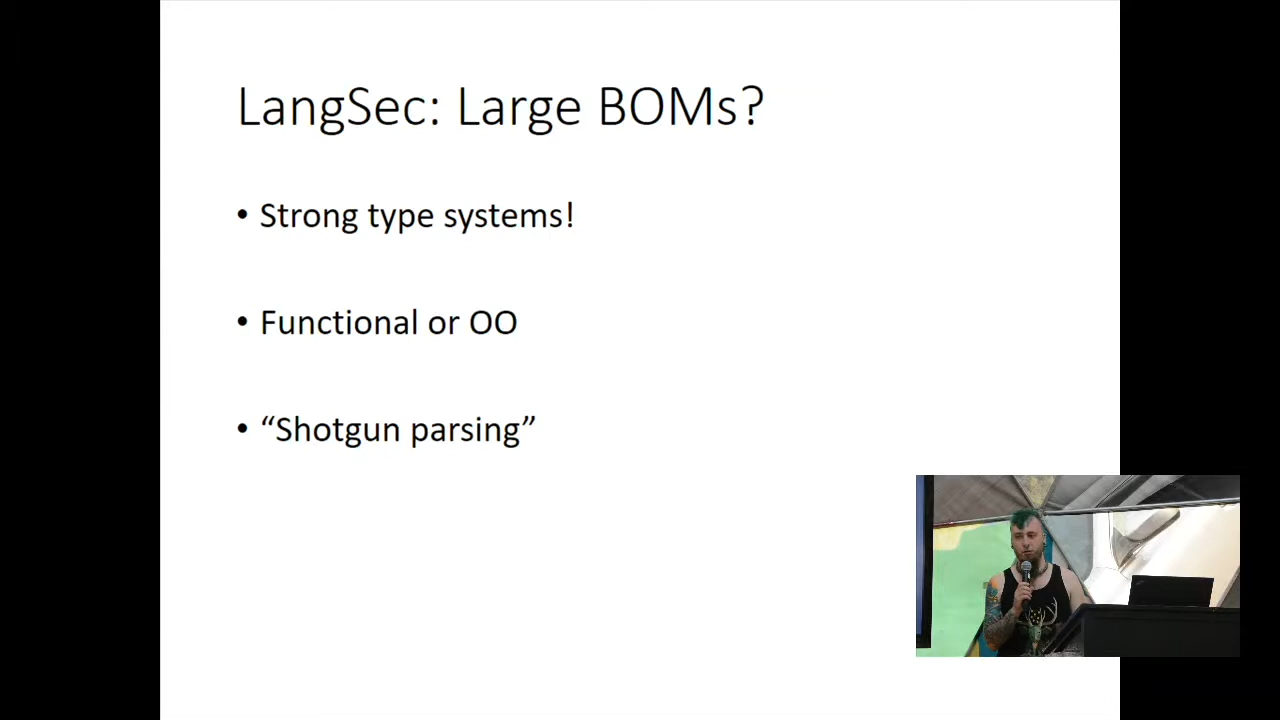 LangSec: Large BOMs?
• Strong type systems!
• Functional or OO
• “Shotgun parsing”